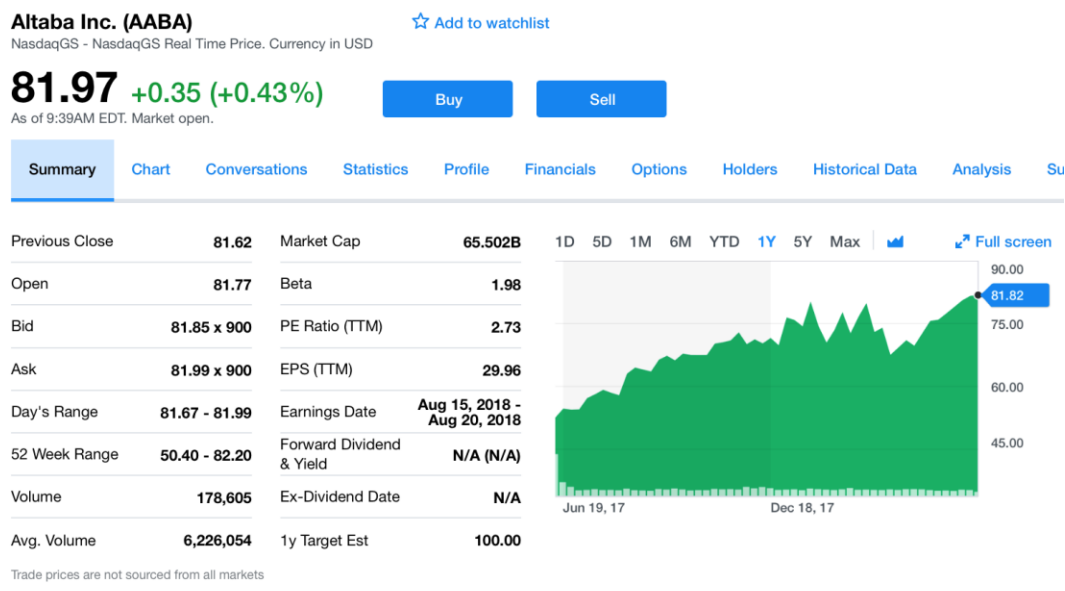 Altaba Inc. (AABA)
Add to watchlist
NasdaqGS - NasdaqGS Real Time Price. Currency in USD
81.97 +0.35 (+0.43%)
As of 9:39AM EDT. Market open.
Buy
Sell
Summary Chart Conversations Statistics Profile Financials Options Holders Historical Data Analysis Su
Previous Close 81.62
Open 81.77
Bid 81.85 x 900
Ask 81.99 x 900
Day's Range 81.67 - 81.99
52 Week Range 50.40 - 82.20
Volume 178,605
Avg. Volume 6,226,054
Market Cap 65.502B
Beta 1.98
PE Ratio (TTM) 2.73
EPS (TTM) 29.96
Earnings Date Aug 15, 2018 -
Aug 20, 2018
Forward Dividend
& Yield N/A (N/A)
Ex-Dividend Date N/A
1y Target Est 100.00
1D 5D 1M 6M YTD 1Y 5Y Max Full screen
90.00
81.82
75.00
60.00
45.00
Jun 19, 17 Dec 18, 17
Trade prices are not sourced from all markets